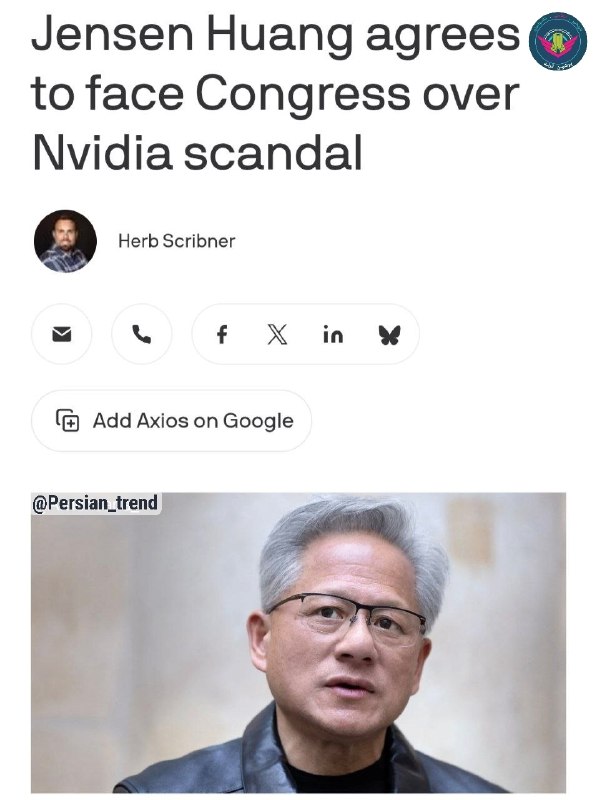 Jensen Huang agrees
to face Congress over
Nvidia scandal
Herb Scribner
Add Axios on Google
@Persian_trend